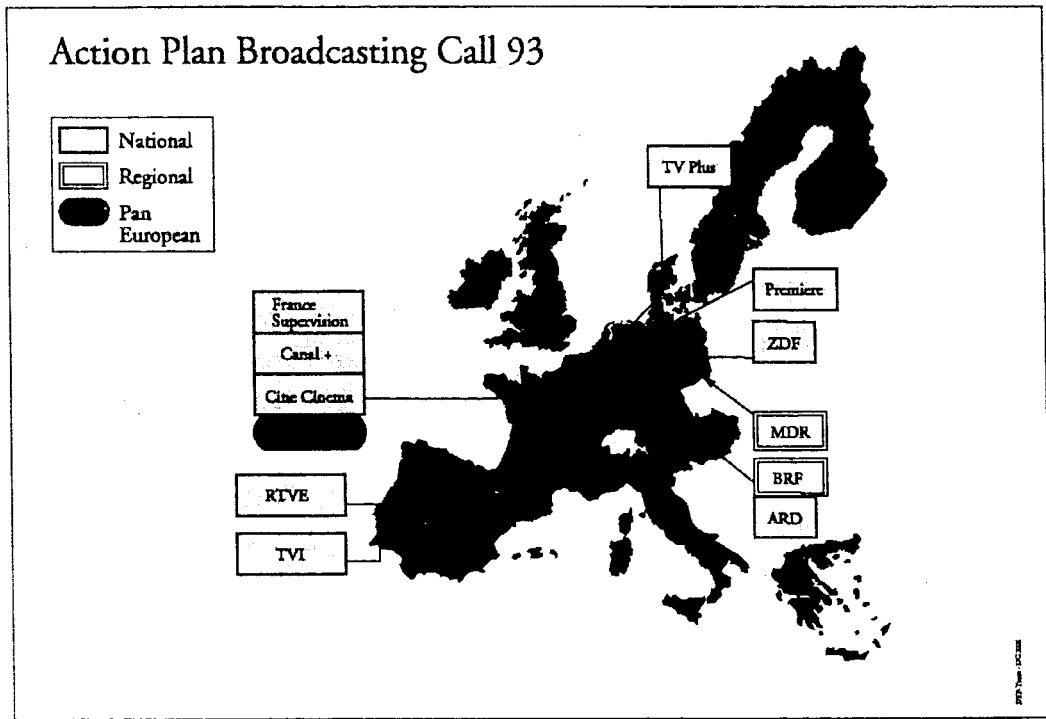 Action Plan Broadcasting Call 93
National
Regional
Pan
European
TV Plus
France
Supervision
Canal +
Cine Cinema
Premiere
ZDF
MDR
BRF
ARD
RTVE
TVI